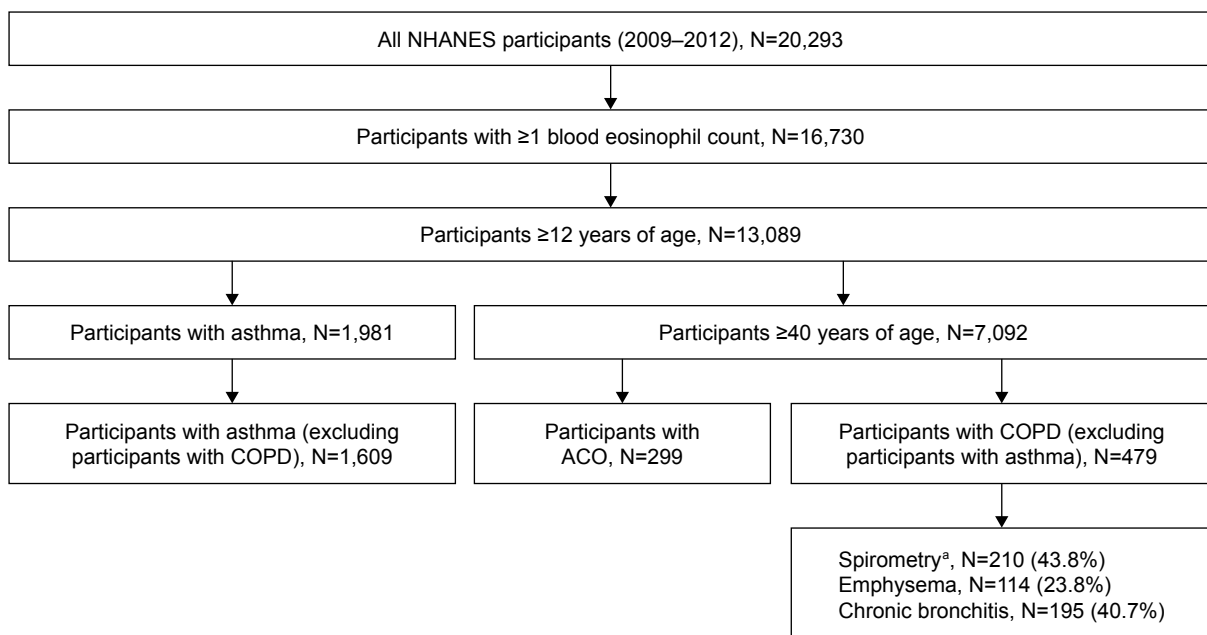 All NHANES participants (2009–2012), N=20,293
Participants with ≥1 blood eosinophil count, N=16,730
Participants ≥12 years of age, N=13,089
Participants with asthma, N=1,981
Participants ≥40 years of age, N=7,092
Participants with asthma (excluding
participants with COPD), N=1,609
Participants with
ACO, N=299
Participants with COPD (excluding
participants with asthma), N=479
Spirometryᵃ, N=210 (43.8%)
Emphysema, N=114 (23.8%)
Chronic bronchitis, N=195 (40.7%)